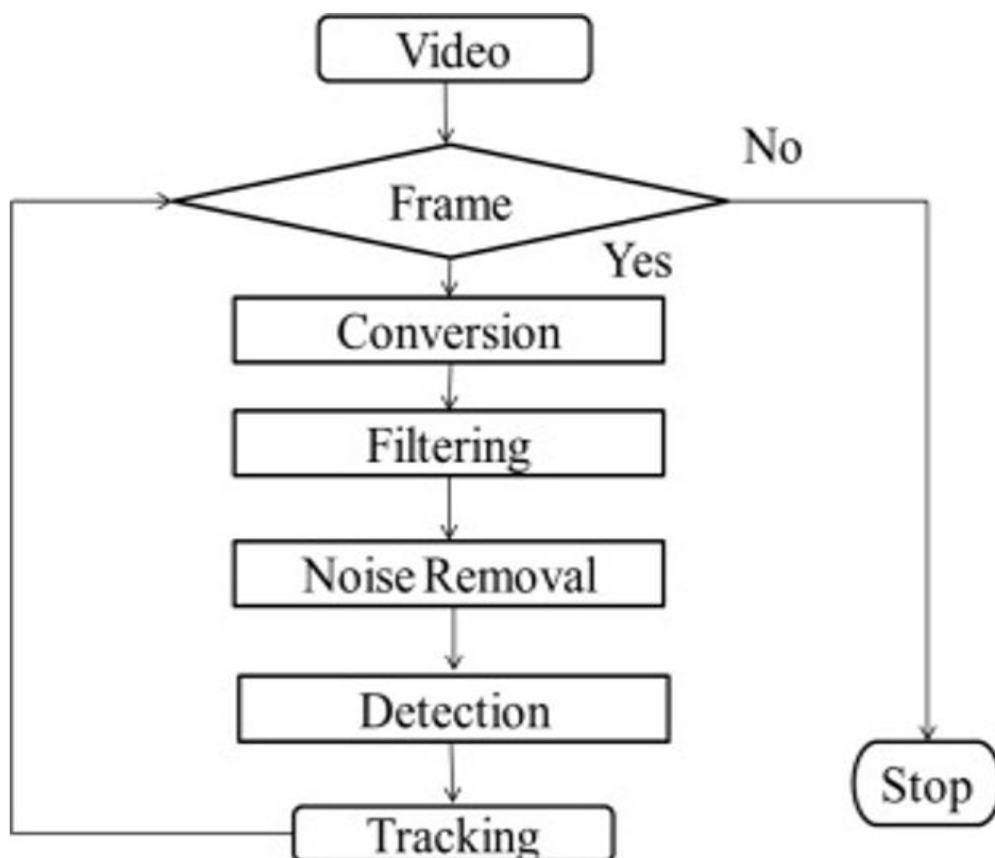 Video
No
Frame
Yes
Conversion
Filtering
Noise Removal
Detection
Stop
Tracking